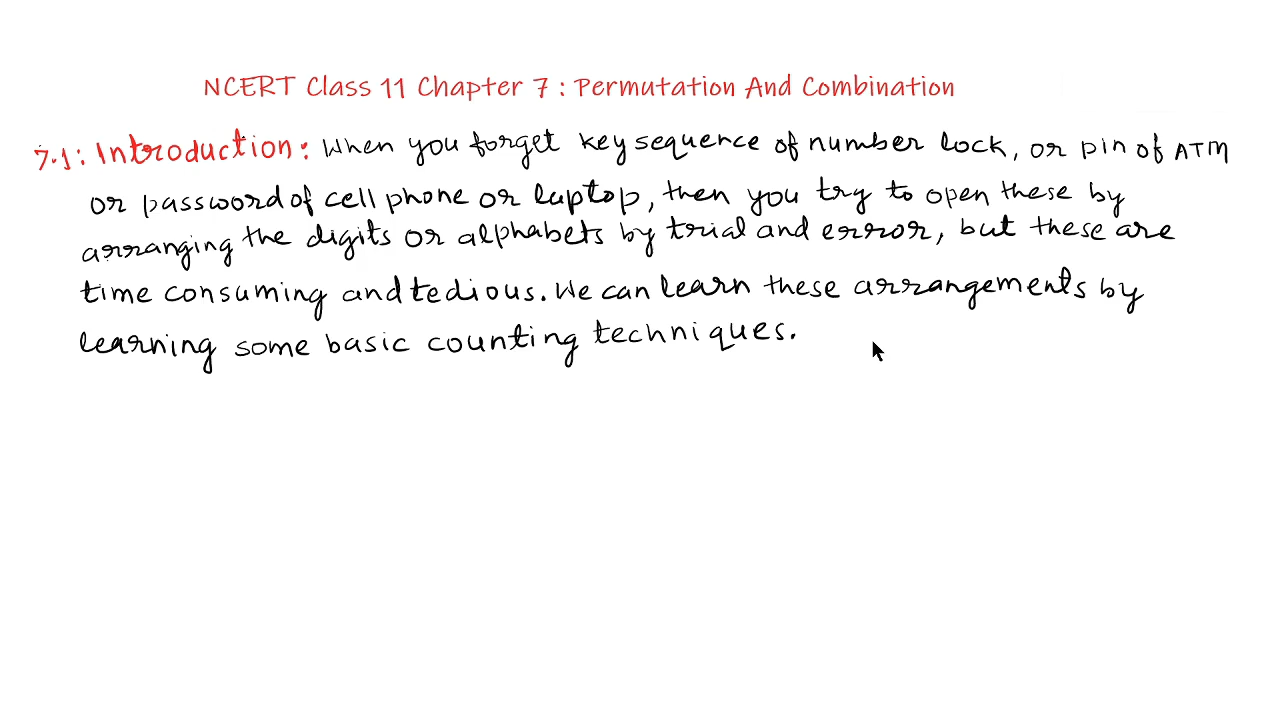 NCERT Class 11 Chapter 7 : Permutation And Combination
7.1 : Introduction : When you forget key sequence of number lock, or pin of ATM
or password of cell phone or laptop, then you try to open these by
arranging the digits or alphabets by trial and error, but these are
time consuming and tedious. We can learn these arrangements by
learning some basic counting techniques.